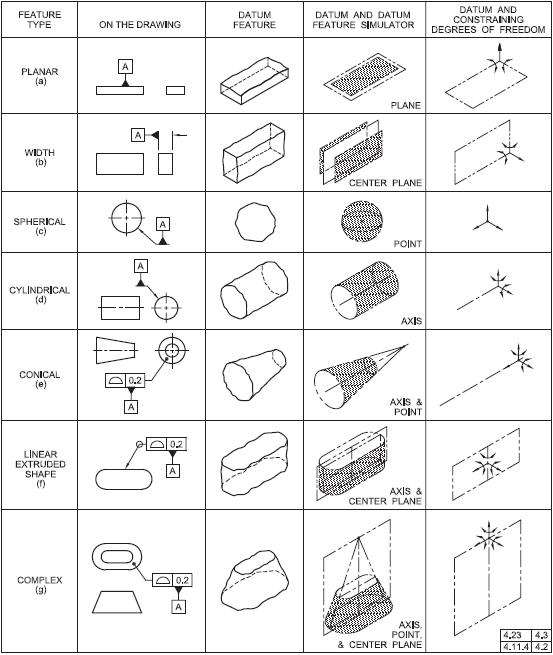 FEATURE
TYPE
ON THE DRAWING
DATUM
FEATURE
DATUM AND DATUM
FEATURE SIMULATOR
DATUM AND
CONSTRAINING
DEGREES OF FREEDOM
PLANAR
(a)
A
PLANE
WIDTH
(b)
A
CENTER PLANE
SPHERICAL
(c)
A
POINT
CYLINDRICAL
(d)
A
AXIS
CONICAL
(e)
0.2
A
AXIS &
POINT
LINEAR
EXTRUDED
SHAPE
(f)
0.2
A
AXIS &
CENTER PLANE
COMPLEX
(g)
0.2
A
AXIS,
POINT,
& CENTER PLANE
4.23 4.3
4.11.4 4.2